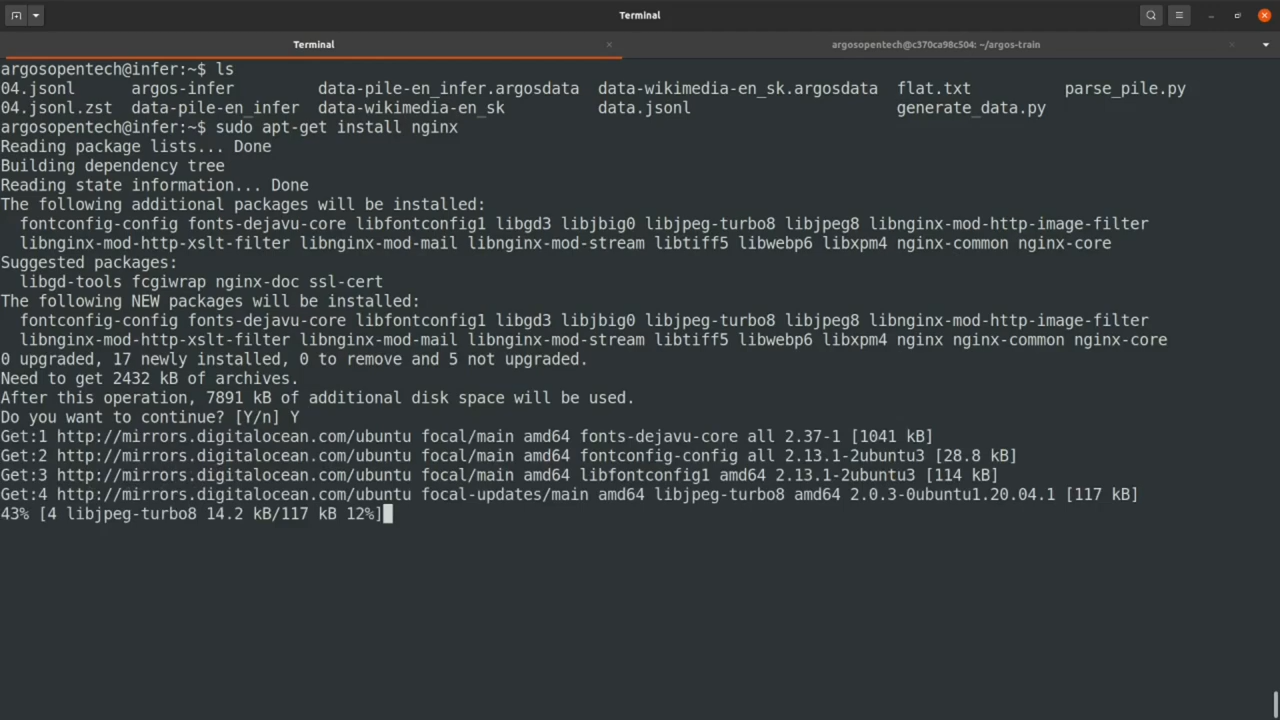 Terminal
Terminal
argosopentech@c370ca98c504: ~/argos-train
argosopentech@infer:~$ ls
04.jsonl argos-infer data-pile-en_infer.argosdata data-wikimedia-en_sk.argosdata flat.txt parse_pile.py
04.jsonl.zst data-pile-en_infer data-wikimedia-en_sk data.jsonl generate_data.py
argosopentech@infer:~$ sudo apt-get install nginx
Reading package lists... Done
Building dependency tree
Reading state information... Done
The following additional packages will be installed:
fontconfig-config fonts-dejavu-core libfontconfig1 libgd3 libjbig0 libjpeg-turbo8 libjpeg8 libnginx-mod-http-image-filter
libnginx-mod-http-xslt-filter libnginx-mod-mail libnginx-mod-stream libtiff5 libwebp6 libxpm4 nginx-common nginx-core
Suggested packages:
libgd-tools fcgiwrap nginx-doc ssl-cert
The following NEW packages will be installed:
fontconfig-config fonts-dejavu-core libfontconfig1 libgd3 libjbig0 libjpeg-turbo8 libjpeg8 libnginx-mod-http-image-filter
libnginx-mod-http-xslt-filter libnginx-mod-mail libnginx-mod-stream libtiff5 libwebp6 libxpm4 nginx nginx-common nginx-core
0 upgraded, 17 newly installed, 0 to remove and 5 not upgraded.
Need to get 2432 kB of archives.
After this operation, 7891 kB of additional disk space will be used.
Do you want to continue? [Y/n] Y
Get:1 http://mirrors.digitalocean.com/ubuntu focal/main amd64 fonts-dejavu-core all 2.37-1 [1041 kB]
Get:2 http://mirrors.digitalocean.com/ubuntu focal/main amd64 fontconfig-config all 2.13.1-2ubuntu3 [28.8 kB]
Get:3 http://mirrors.digitalocean.com/ubuntu focal/main amd64 libfontconfig1 amd64 2.13.1-2ubuntu3 [114 kB]
Get:4 http://mirrors.digitalocean.com/ubuntu focal-updates/main amd64 libjpeg-turbo8 amd64 2.0.3-0ubuntu1.20.04.1 [117 kB]
43% [4 libjpeg-turbo8 14.2 kB/117 kB 12%]